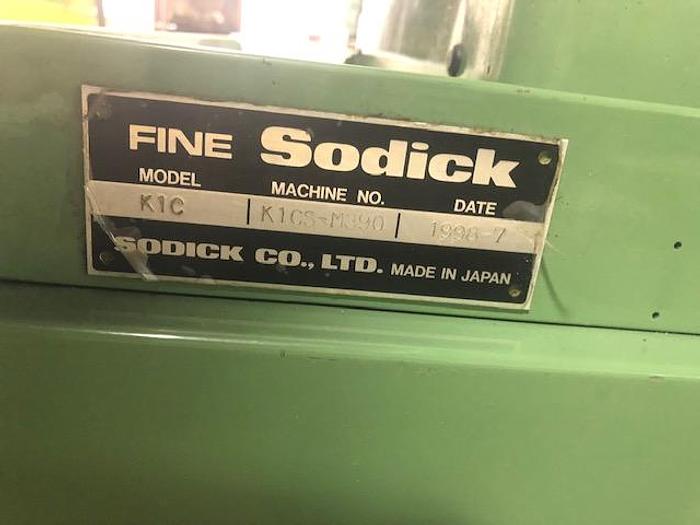 FINE Sodick
MODEL MACHINE NO. DATE
K1C K1CS-M390 1998-7
SODICK CO., LTD. MADE IN JAPAN